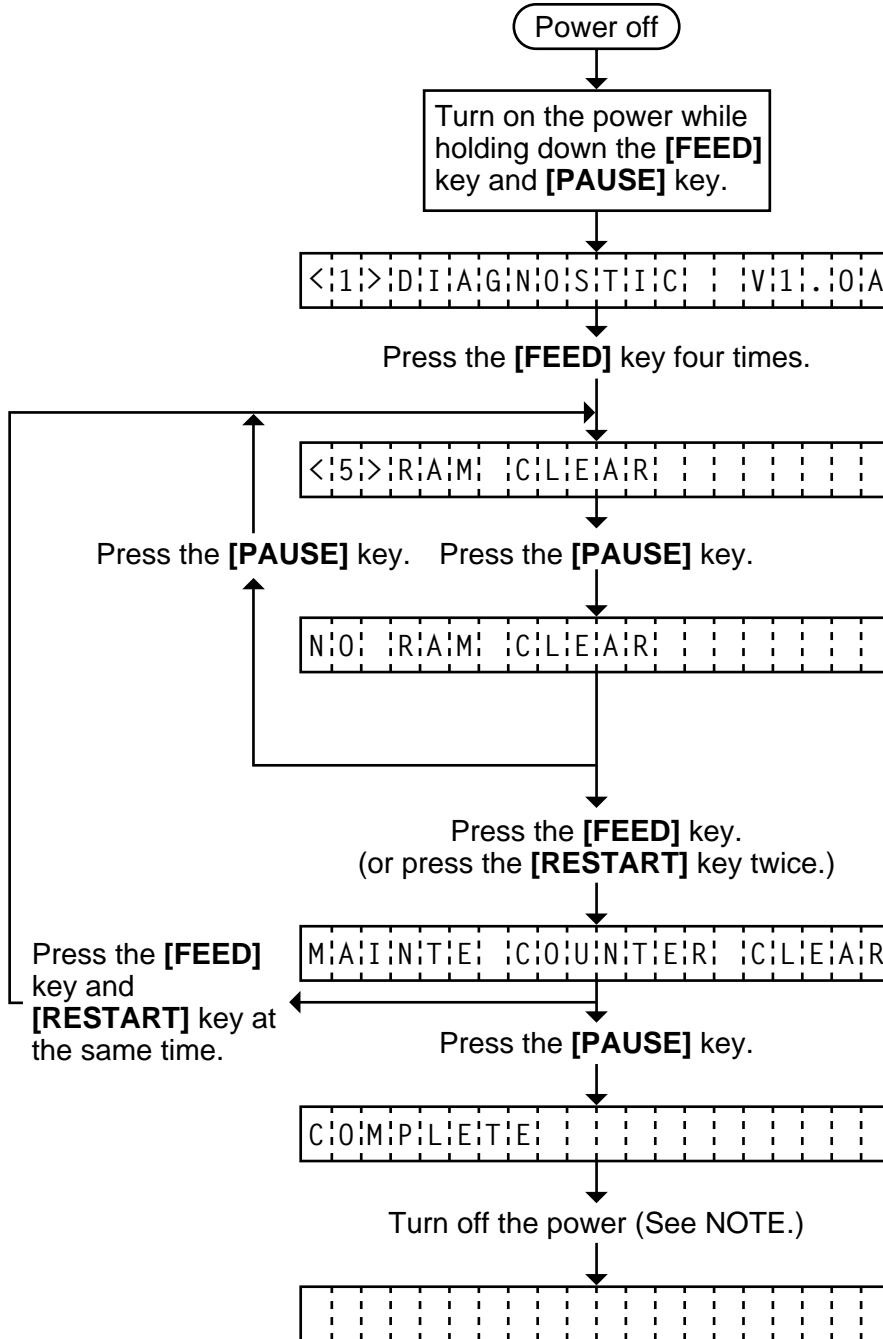 Power off
Turn on the power while
holding down the [FEED]
key and [PAUSE] key.
<1>DIAGNOSTIC  V1.0A
Press the [FEED] key four times.
<5>RAM CLEAR
Press the [PAUSE] key.
Press the [PAUSE] key.
NO RAM CLEAR
Press the [FEED] key.
(or press the [RESTART] key twice.)
MAINTE COUNTER CLEAR
Press the [FEED]
key and
[RESTART] key at
the same time.
Press the [PAUSE] key.
COMPLETE
Turn off the power (See NOTE.)